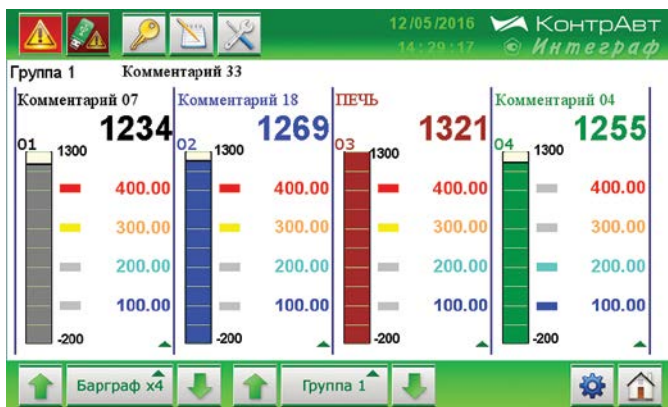 12/05/2016
КонтрАвт
14:29:17
Интеграф
Группа 1 Комментарий 33
Комментарий 07 Комментарий 18 ПЕЧЬ Комментарий 04
1234 1269 1321 1255
01 1300 02 1300 03 1300 04 1300
400.00 400.00 400.00 400.00
300.00 300.00 300.00 300.00
200.00 200.00 200.00 200.00
100.00 100.00 100.00 100.00
-200 -200 -200 -200
Барграф x4 Группа 1